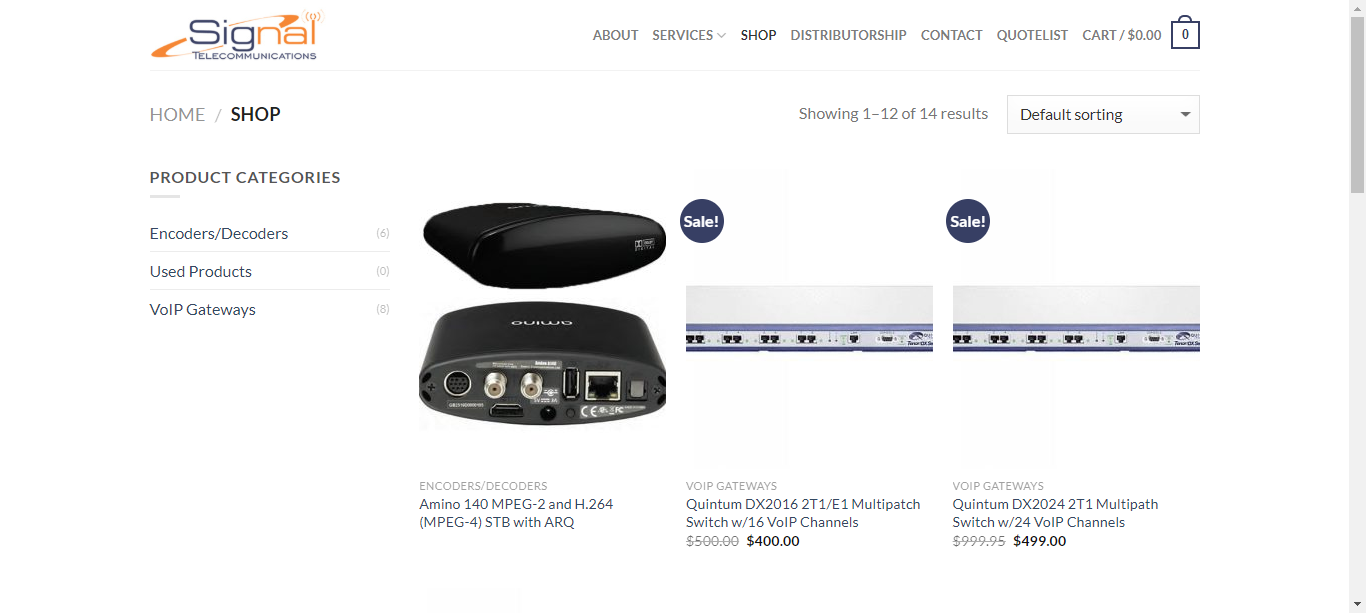 Signal
TELECOMMUNICATIONS
ABOUT SERVICES SHOP DISTRIBUTORSHIP CONTACT QUOTELIST CART / $0.00 0
HOME / SHOP
Showing 1–12 of 14 results
Default sorting
PRODUCT CATEGORIES
Encoders/Decoders (6)
Used Products (0)
VoIP Gateways (8)
Sale!
Sale!
amino
ENCODERS/DECODERS
Amino 140 MPEG-2 and H.264
(MPEG-4) STB with ARQ
VOIP GATEWAYS
Quintum DX2016 2T1/E1 Multipatch
Switch w/16 VoIP Channels
$500.00 $400.00
VOIP GATEWAYS
Quintum DX2024 2T1 Multipath
Switch w/24 VoIP Channels
$999.95 $499.00